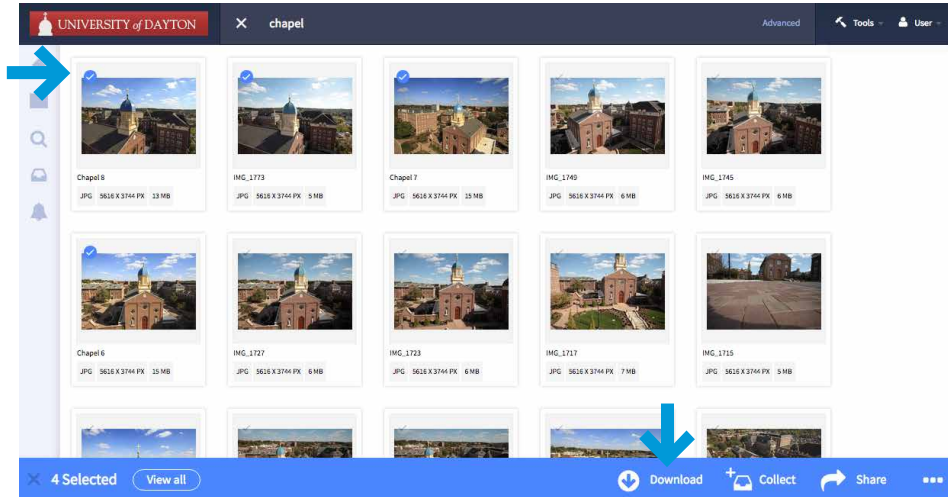 UNIVERSITY of DAYTON
chapel
Advanced
Tools
User
Chapel 8
JPG 5616 X 3744 PX 13 MB
IMG_1773
JPG 5616 X 3744 PX 5 MB
Chapel 7
JPG 5616 X 3744 PX 15 MB
IMG_1749
JPG 5616 X 3744 PX 6 MB
IMG_1745
JPG 5616 X 3744 PX 6 MB
Chapel 6
JPG 5616 X 3744 PX 15 MB
IMG_1727
JPG 5616 X 3744 PX 6 MB
IMG_1723
JPG 5616 X 3744 PX 6 MB
IMG_1717
JPG 5616 X 3744 PX 7 MB
IMG_1715
JPG 5616 X 3744 PX 5 MB
4 Selected
View all
Download
Collect
Share